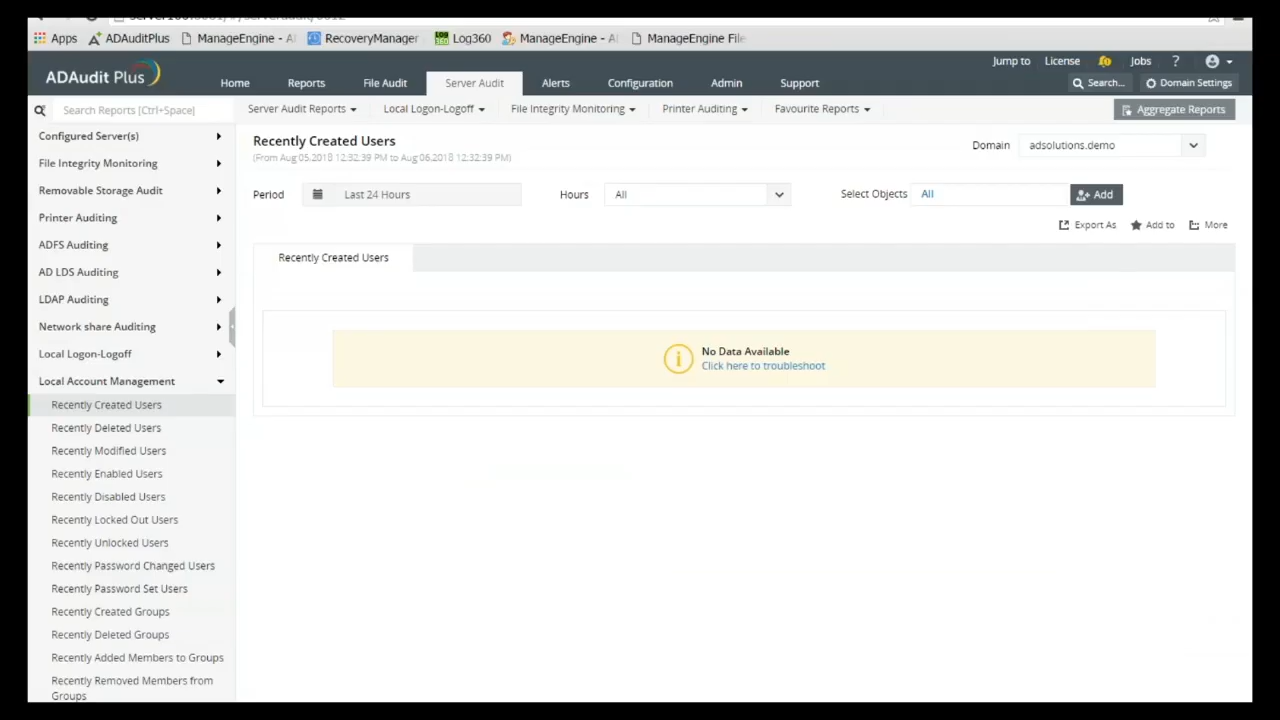 Apps
ADAuditPlus
ManageEngine - A
RecoveryManager
Log360
ManageEngine - A
ManageEngine File
ADAudit Plus
Jump to
License
Jobs
?
Home
Reports
File Audit
Server Audit
Alerts
Configuration
Admin
Support
Search...
Domain Settings
Search Reports [Ctrl+Space]
Server Audit Reports
Local Logon-Logoff
File Integrity Monitoring
Printer Auditing
Favourite Reports
Aggregate Reports
Configured Server(s)
File Integrity Monitoring
Removable Storage Audit
Printer Auditing
ADFS Auditing
AD LDS Auditing
LDAP Auditing
Network share Auditing
Local Logon-Logoff
Local Account Management
Recently Created Users
Recently Deleted Users
Recently Modified Users
Recently Enabled Users
Recently Disabled Users
Recently Locked Out Users
Recently Unlocked Users
Recently Password Changed Users
Recently Password Set Users
Recently Created Groups
Recently Deleted Groups
Recently Added Members to Groups
Recently Removed Members from
Groups
Recently Created Users
(From Aug 05,2018 12:32:39 PM to Aug 06,2018 12:32:39 PM)
Domain
adsolutions.demo
Period
Last 24 Hours
Hours
All
Select Objects
All
Add
Export As
Add to
More
Recently Created Users
No Data Available
Click here to troubleshoot